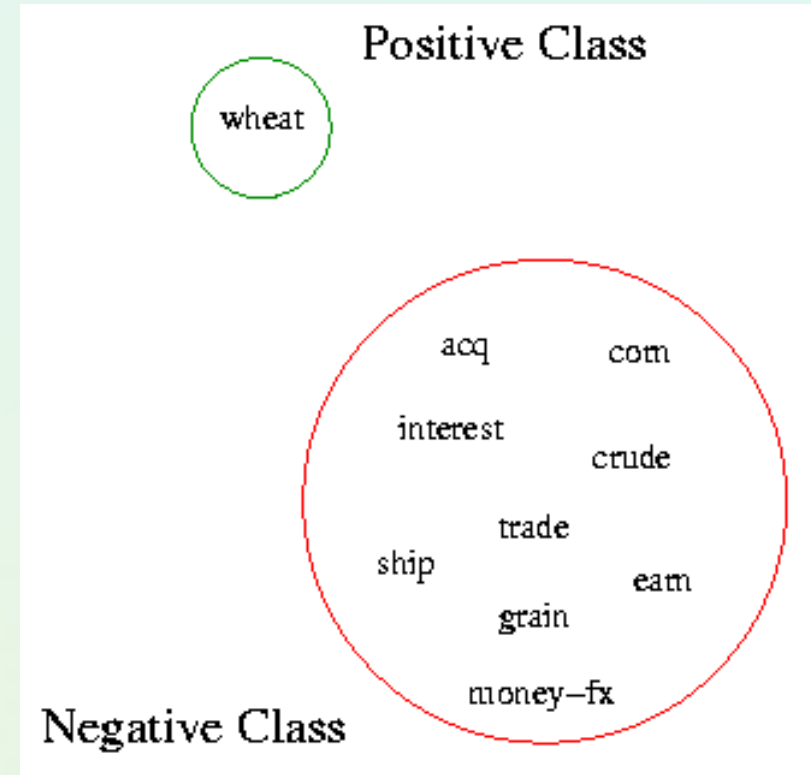 Positive Class
wheat
acq
corn
interest
crude
trade
ship
earn
grain
money-fx
Negative Class